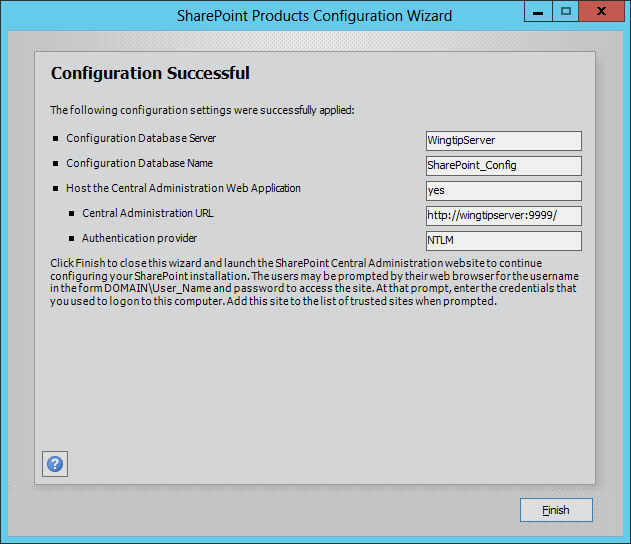 SharePoint Products Configuration Wizard
Configuration Successful
The following configuration settings were successfully applied:
Configuration Database Server
WingtipServer
Configuration Database Name
SharePoint_Config
Host the Central Administration Web Application
yes
Central Administration URL
http://wingtipserver:9999/
Authentication provider
NTLM
Click Finish to close this wizard and launch the SharePoint Central Administration website to continue
configuring your SharePoint installation. The users may be prompted by their web browser for the username
in the form DOMAIN\User_Name and password to access the site. At that prompt, enter the credentials that
you used to logon to this computer. Add this site to the list of trusted sites when prompted.
?
Finish